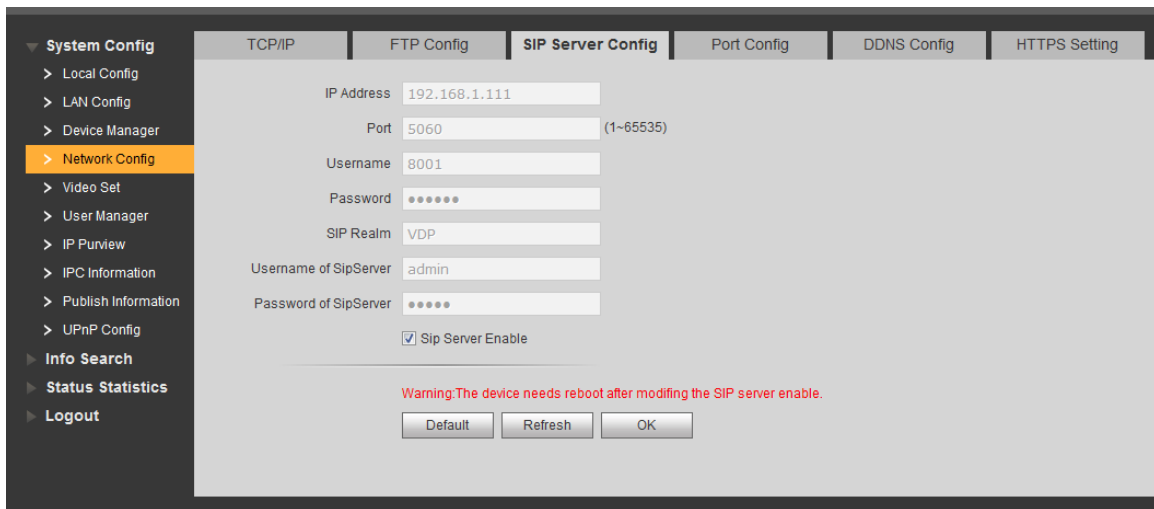 System Config
Local Config
LAN Config
Device Manager
Network Config
Video Set
User Manager
IP Purview
IPC Information
Publish Information
UPnP Config
Info Search
Status Statistics
Logout
TCP/IP FTP Config SIP Server Config Port Config DDNS Config HTTPS Setting
IP Address 192.168.1.111
Port 5060 (1~65535)
Username 8001
Password ●●●●●●
SIP Realm VDP
Username of SipServer admin
Password of SipServer ●●●●●
Sip Server Enable
Warning:The device needs reboot after modifing the SIP server enable.
Default Refresh OK